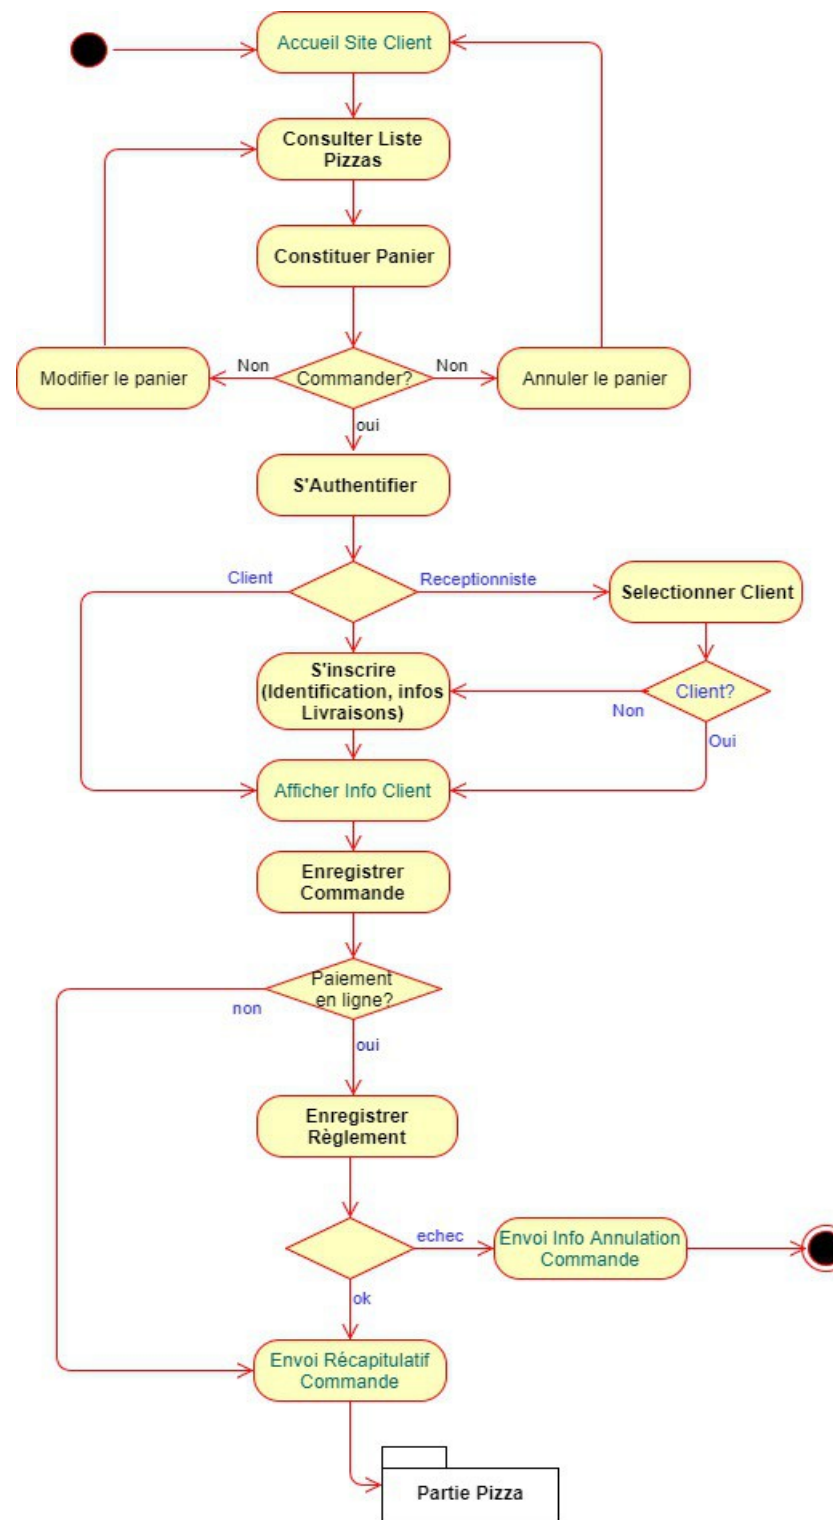 Accueil Site Client
Consulter Liste
Pizzas
Constituer Panier
Modifier le panier
Non
Commander?
Non
Annuler le panier
oui
S'Authentifier
Client
Receptionniste
Selectionner Client
S'inscrire
(Identification, infos
Livraisons)
Client?
Non
Oui
Afficher Info Client
Enregistrer
Commande
Paiement
en ligne?
non
oui
Enregistrer
Règlement
echec
Envoi Info Annulation
Commande
ok
Envoi Récapitulatif
Commande
Partie Pizza